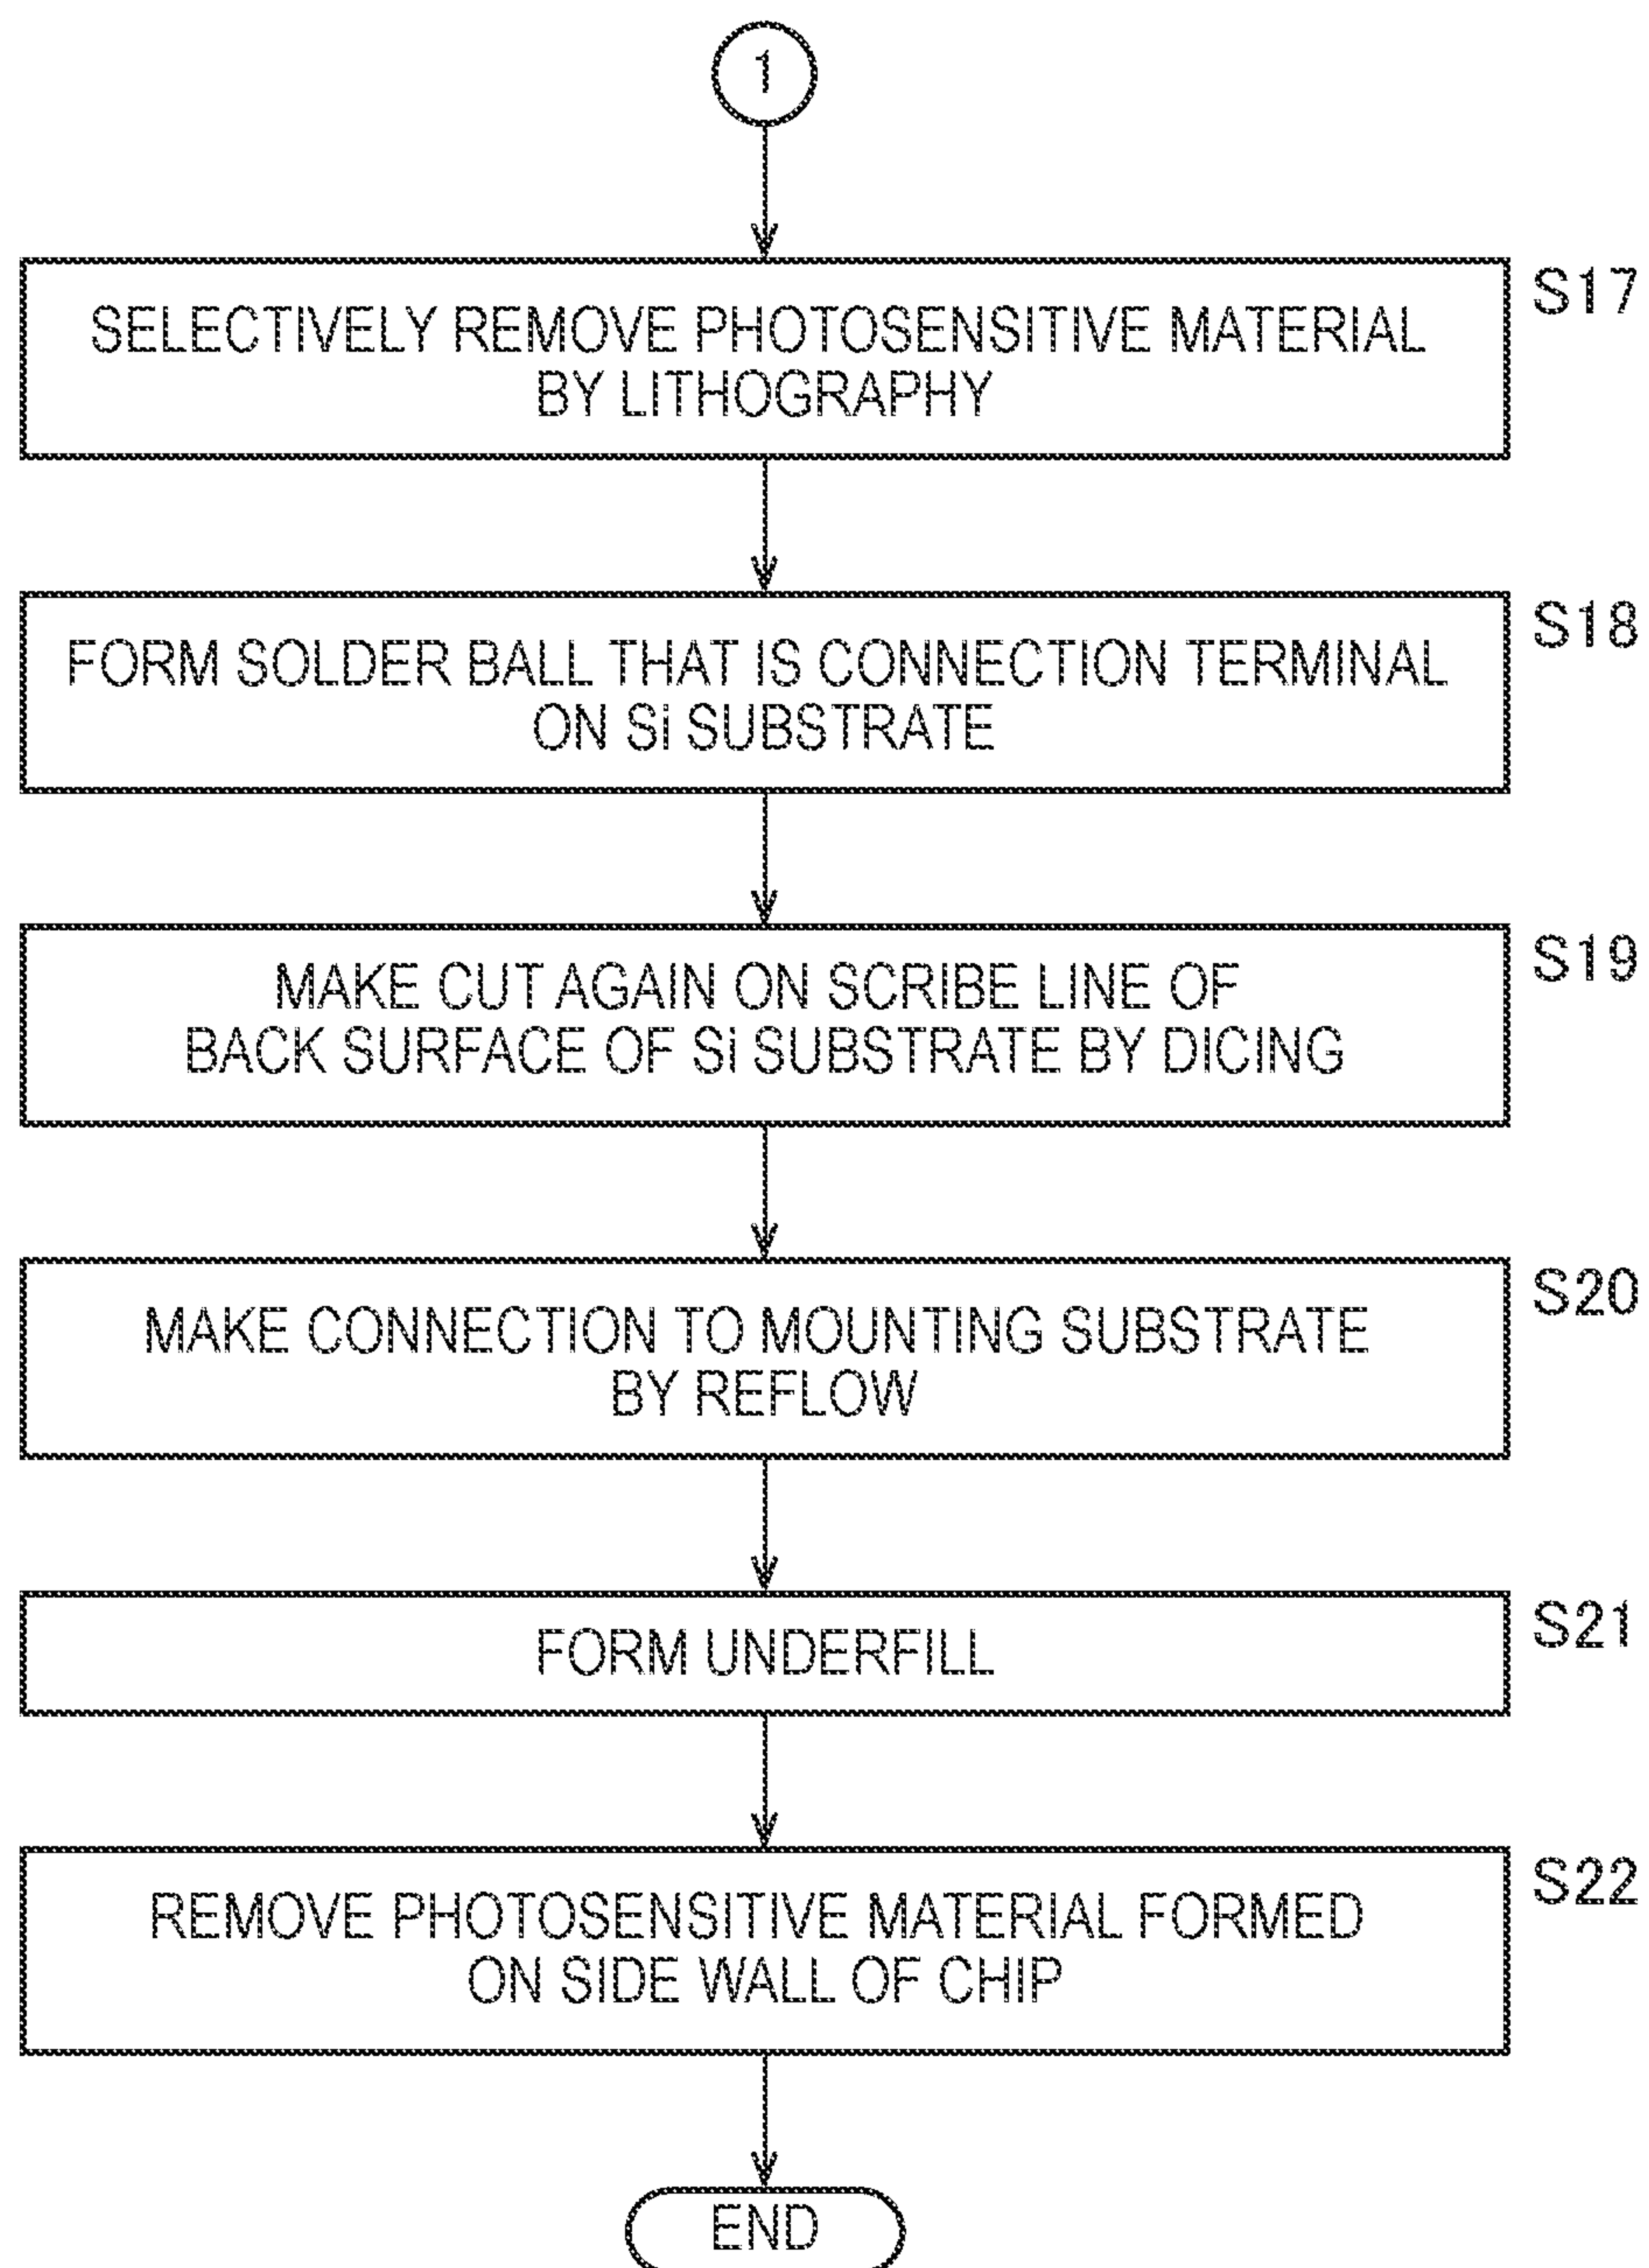 1
SELECTIVELY REMOVE PHOTOSENSITIVE MATERIAL
BY LITHOGRAPHY
S17
FORM SOLDER BALL THAT IS CONNECTION TERMINAL
ON Si SUBSTRATE
S18
MAKE CUT AGAIN ON SCRIBE LINE OF
BACK SURFACE OF Si SUBSTRATE BY DICING
S19
MAKE CONNECTION TO MOUNTING SUBSTRATE
BY REFLOW
S20
FORM UNDERFILL
S21
REMOVE PHOTOSENSITIVE MATERIAL FORMED
ON SIDE WALL OF CHIP
S22
END